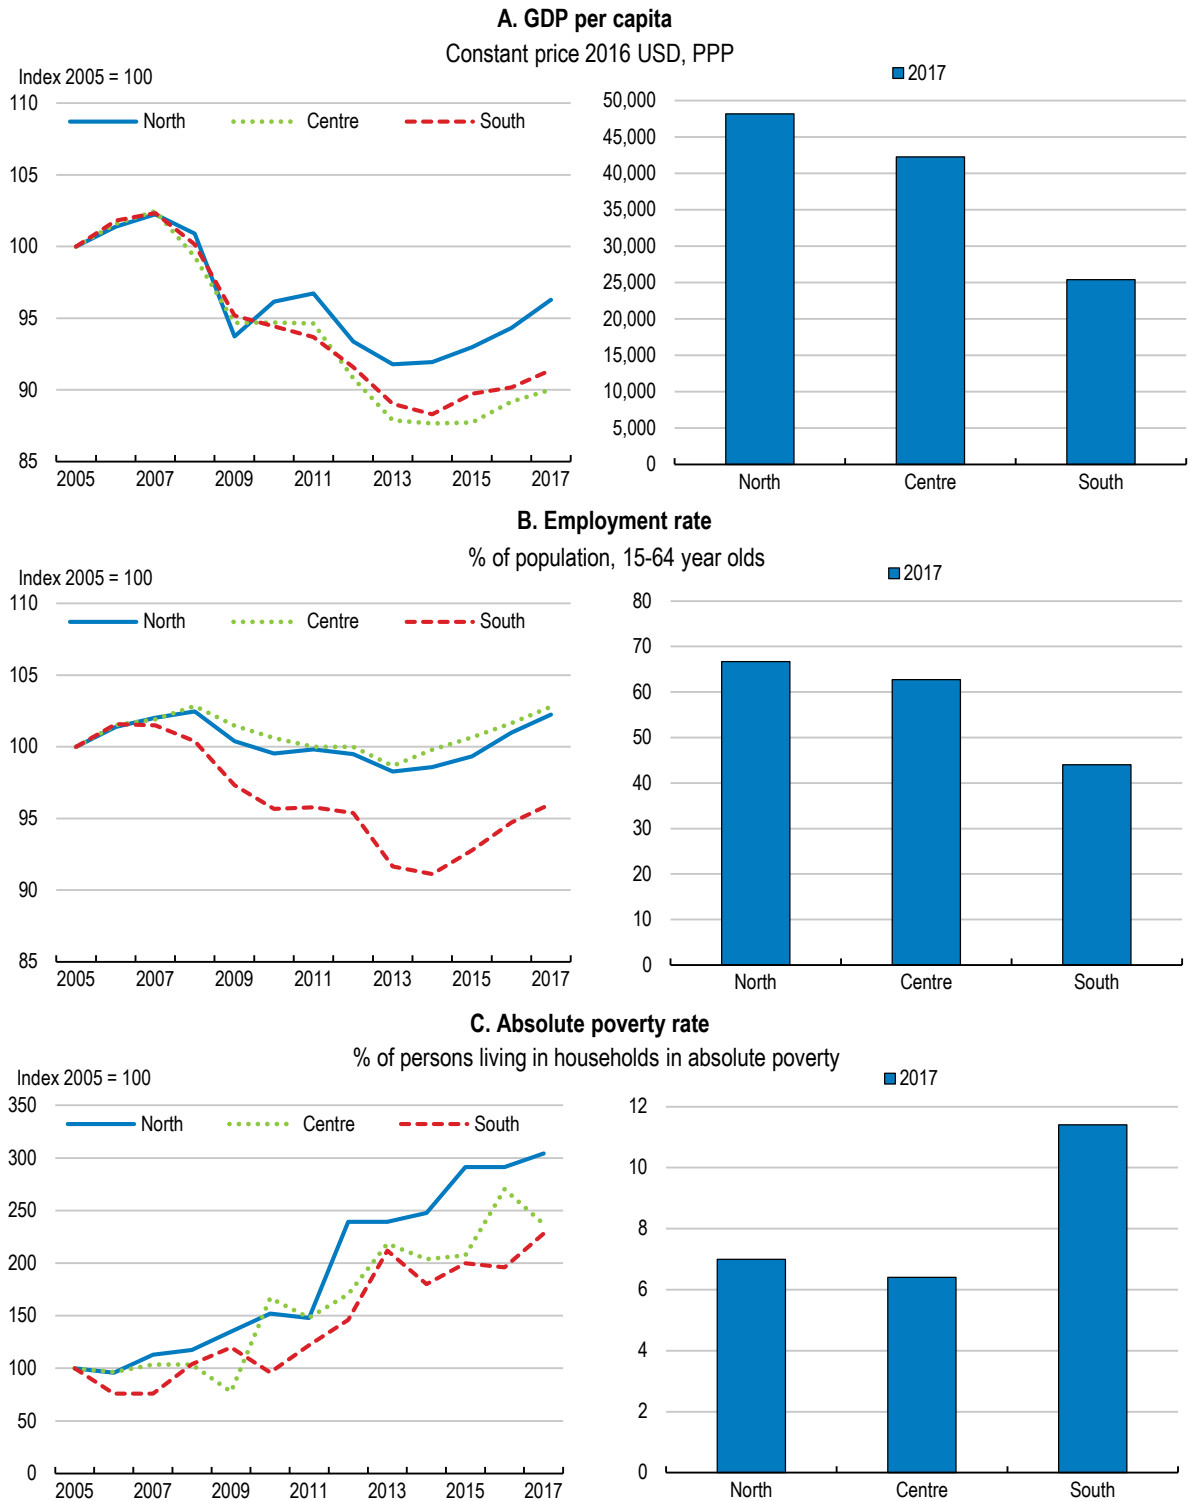 A. GDP per capita
Constant price 2016 USD, PPP
Index 2005 = 100
110
105
100
95
90
85
North
Centre
South
2005
2007
2009
2011
2013
2015
2017
2017
50,000
45,000
40,000
35,000
30,000
25,000
20,000
15,000
10,000
5,000
0
North
Centre
South
B. Employment rate
% of population, 15-64 year olds
Index 2005 = 100
110
105
100
95
90
85
North
Centre
South
2005
2007
2009
2011
2013
2015
2017
2017
80
70
60
50
40
30
20
10
0
North
Centre
South
C. Absolute poverty rate
% of persons living in households in absolute poverty
Index 2005 = 100
350
300
250
200
150
100
50
0
North
Centre
South
2005
2007
2009
2011
2013
2015
2017
2017
12
10
8
6
4
2
0
North
Centre
South